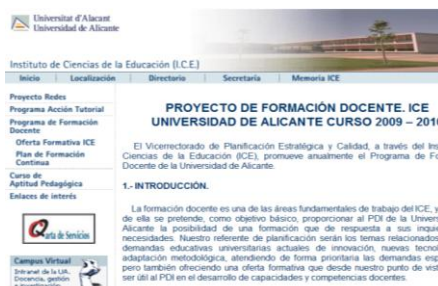 Universitat d'Alacant
Universidad de Alicante
Instituto de Ciencias de la Educación (I.C.E.)
Inicio Localización Directorio Secretaría Memoria ICE
Proyecto Redes
Programa Acción Tutorial
Programa de Formación
Docente
Oferta Formativa ICE
Plan de Formación
Continua
Curso de
Aptitud Pedagógica
Enlaces de interés
Carta de Servicios
Campus Virtual
Intranet de la UA.
Docencia, gestión
PROYECTO DE FORMACIÓN DOCENTE. ICE
UNIVERSIDAD DE ALICANTE CURSO 2009 – 2010
El Vicerrectorado de Planificación Estratégica y Calidad, a través del Ins
Ciencias de la Educación (ICE), promueve anualmente el Programa de Fo
Docente de la Universidad de Alicante.
1.- INTRODUCCIÓN.
La formación docente es una de las áreas fundamentales de trabajo del ICE, y
de ella se pretende, como objetivo básico, proporcionar al PDI de la Univers
Alicante la posibilidad de una formación que de respuesta a sus inquie
necesidades. Nuestro referente de planificación serán los temas relacionados
demandas educativas universitarias actuales de innovación, nuevas tecnol
adaptación metodológica, atendiendo de forma prioritaria las demandas esp
pero también ofreciendo una oferta formativa que desde nuestro punto de vist
ser útil al PDI en el desarrollo de capacidades y competencias docentes.